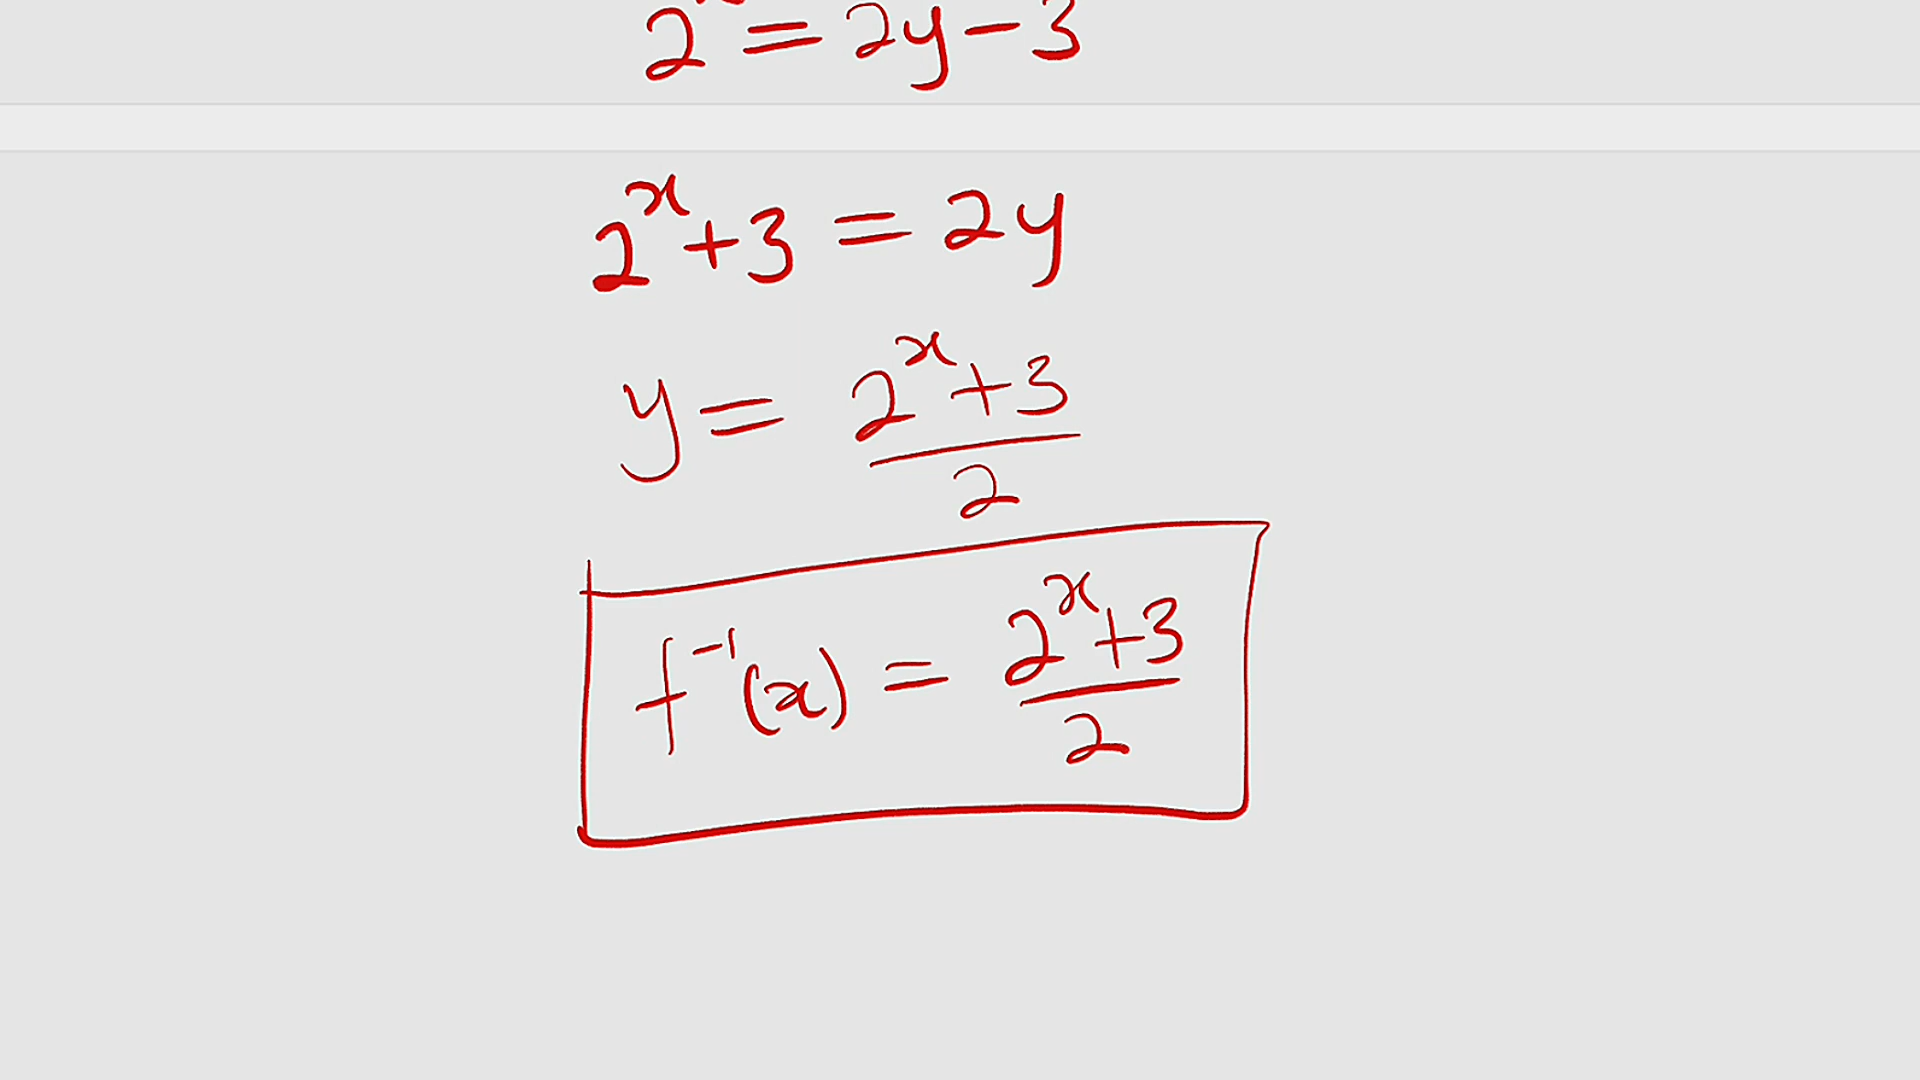 2^x = 2y - 3
2^x + 3 = 2y
y = (2^x + 3)/2
f^-1(x) = (2^x + 3)/2